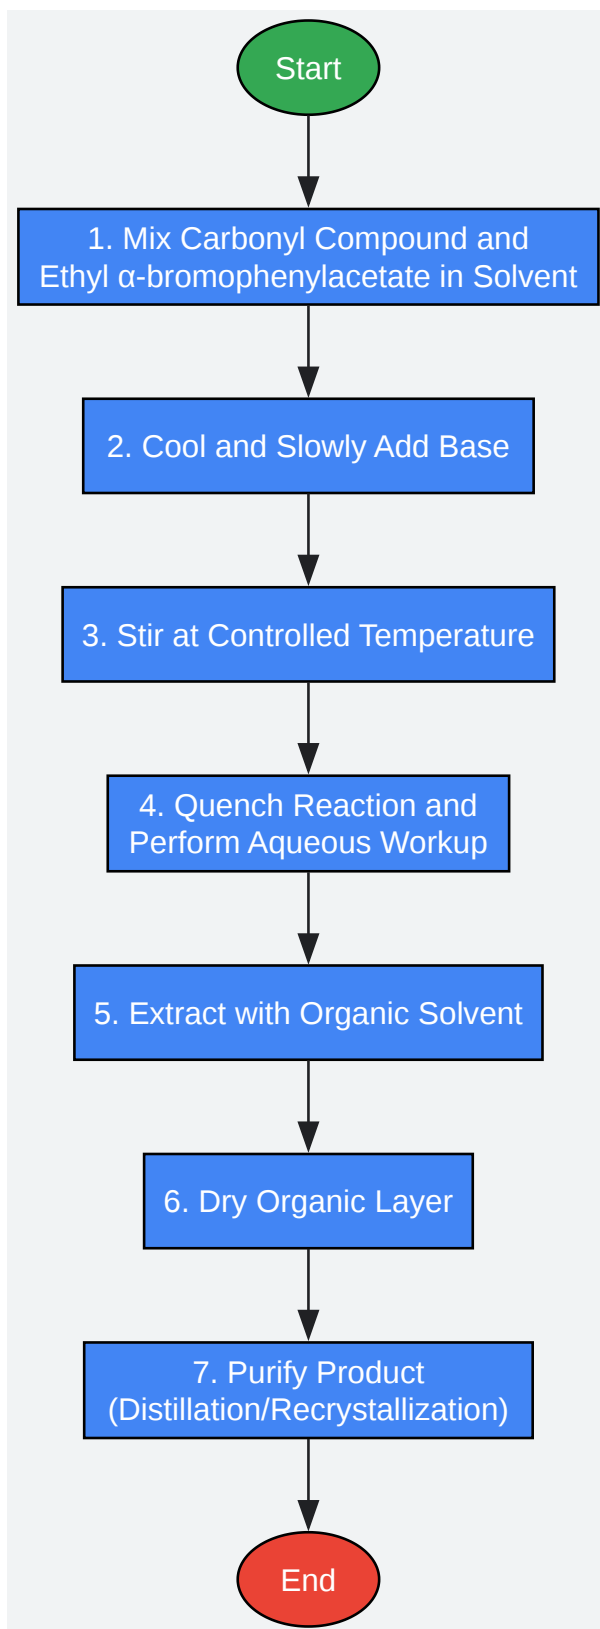 Start
1. Mix Carbonyl Compound and
Ethyl α-bromophenylacetate in Solvent
2. Cool and Slowly Add Base
3. Stir at Controlled Temperature
4. Quench Reaction and
Perform Aqueous Workup
5. Extract with Organic Solvent
6. Dry Organic Layer
7. Purify Product
(Distillation/Recrystallization)
End